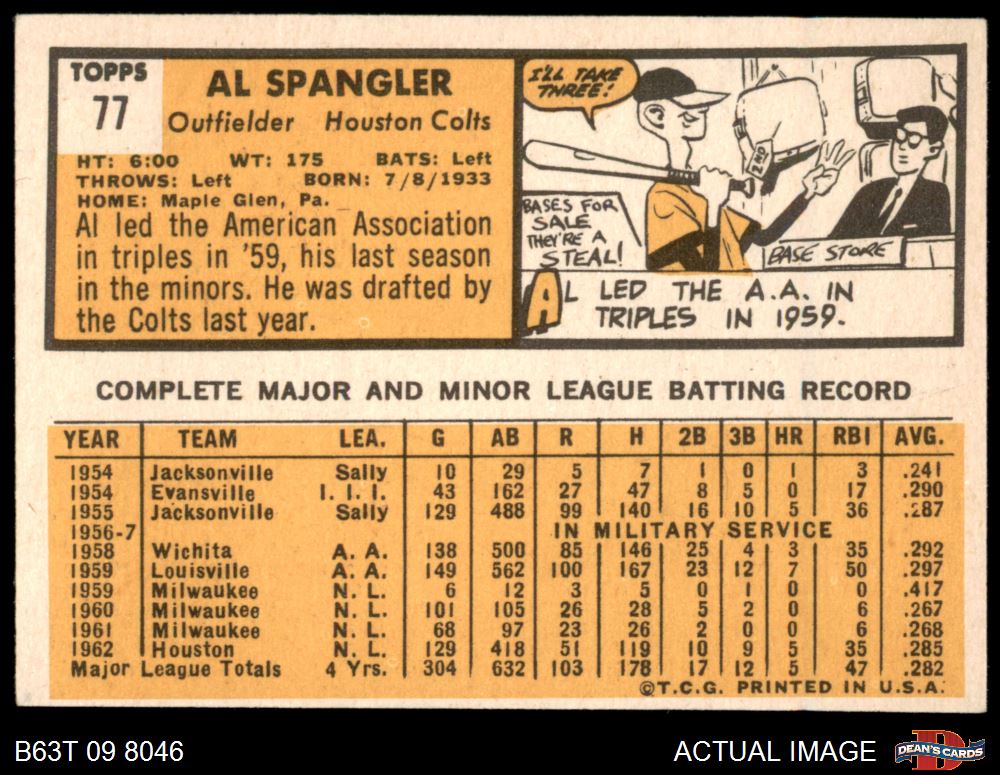 TOPPS
77
AL SPANGLER
Outfielder Houston Colts
HT: 6:00 WT: 175 BATS: Left
THROWS: Left BORN: 7/8/1933
HOME: Maple Glen, Pa.
Al led the American Association
in triples in '59, his last season
in the minors. He was drafted by
the Colts last year.
I'LL TAKE
THREE!
2ND
BASES FOR
SALE
THEY'RE A
STEAL!
BASE STORE
AL LED THE A.A. IN
TRIPLES IN 1959.
COMPLETE MAJOR AND MINOR LEAGUE BATTING RECORD
YEAR TEAM LEA. G AB R H 2B 3B HR RBI AVG.
1954 Jacksonville Sally 10 29 5 7 1 0 1 3 .241
1954 Evansville I. I. I. 43 162 27 47 8 5 0 17 .290
1955 Jacksonville Sally 129 488 99 140 16 10 5 36 .287
1956-7 IN MILITARY SERVICE
1958 Wichita A. A. 138 500 85 146 25 4 3 35 .292
1959 Louisville A. A. 149 562 100 167 23 12 7 50 .297
1959 Milwaukee N. L. 6 12 3 5 0 1 0 0 .417
1960 Milwaukee N. L. 101 105 26 28 5 2 0 6 .267
1961 Milwaukee N. L. 68 97 23 26 2 0 0 6 .268
1962 Houston N. L. 129 418 51 119 10 9 5 35 .285
Major League Totals 4 Yrs. 304 632 103 178 17 12 5 47 .282
©T.C.G. PRINTED IN U.S.A.
B63T 09 8046
ACTUAL IMAGE
DEAN'S CARDS